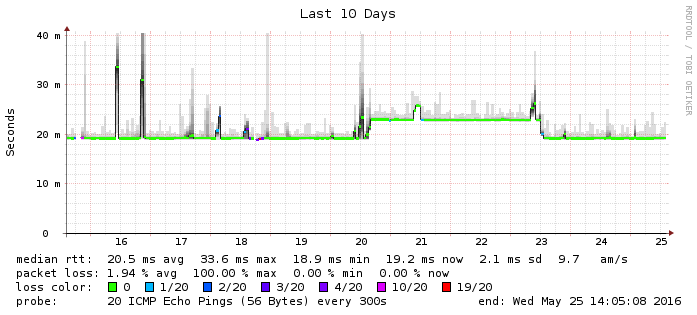 Last 10 Days
RRDTOOL / TOBI OETIKER
Seconds
40 m
30 m
20 m
10 m
0
16 17 18 19 20 21 22 23 24 25
median rtt: 20.5 ms avg 33.6 ms max 18.9 ms min 19.2 ms now 2.1 ms sd 9.7 am/s
packet loss: 1.94 % avg 100.00 % max 0.00 % min 0.00 % now
loss color: 0 1/20 2/20 3/20 4/20 10/20 19/20
probe: 20 ICMP Echo Pings (56 Bytes) every 300s end: Wed May 25 14:05:08 2016